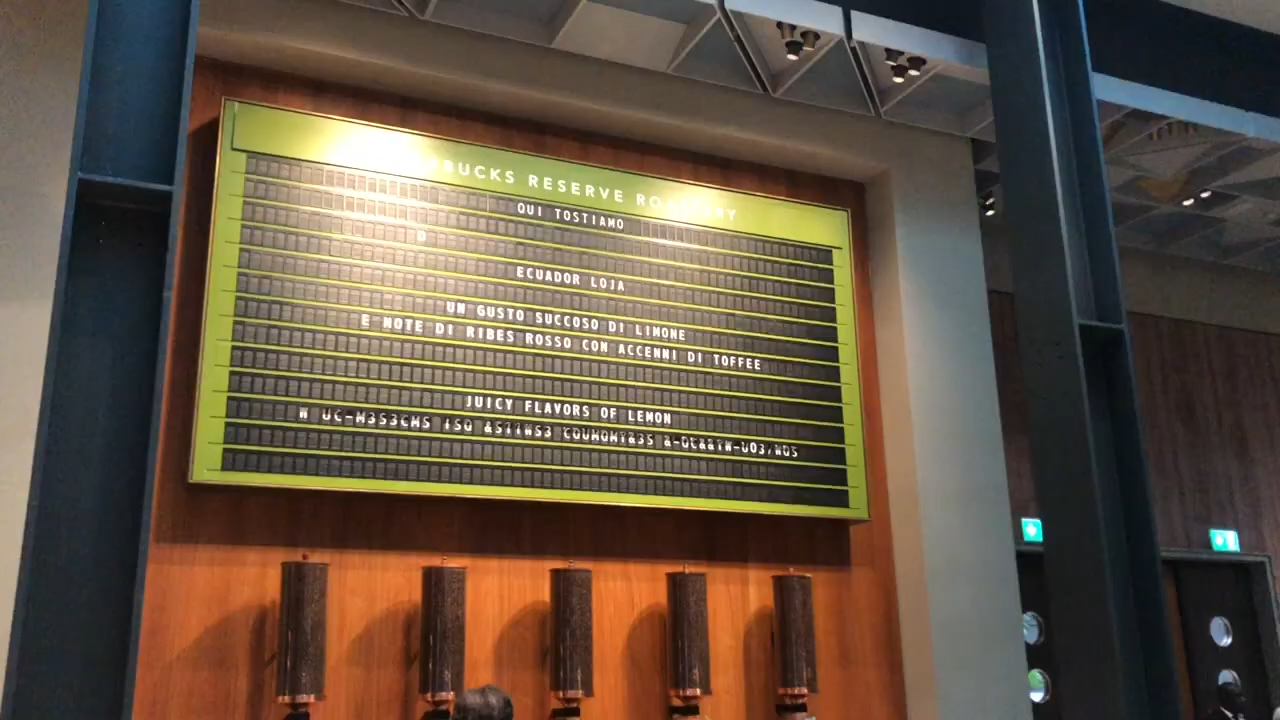 BUCKS RESERVE
QUI TOSTIAMO
D
ECUADOR LOJA
UN GUSTO SUCCOSO DI LIMONE
E NOTE DI RIBES ROSSO CON ACCENNI DI TOFFEE
JUICY FLAVORS OF LEMON